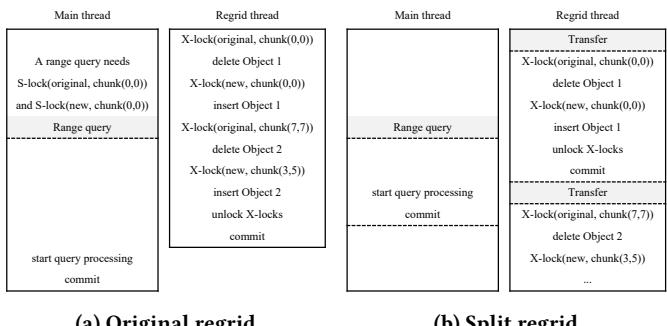 Main thread
Regrid thread
A range query needs
S-lock(original, chunk(0,0))
and S-lock(new, chunk(0,0))
Range query
start query processing
commit
X-lock(original, chunk(0,0))
delete Object 1
X-lock(new, chunk(0,0))
insert Object 1
X-lock(original, chunk(7,7))
delete Object 2
X-lock(new, chunk(3,5))
insert Object 2
unlock X-locks
commit
(a) Original regrid
Main thread
Regrid thread
Range query
start query processing
commit
Transfer
X-lock(original, chunk(0,0))
delete Object 1
X-lock(new, chunk(0,0))
insert Object 1
unlock X-locks
commit
Transfer
X-lock(original, chunk(7,7))
delete Object 2
X-lock(new, chunk(3,5))
...
(b) Split regrid